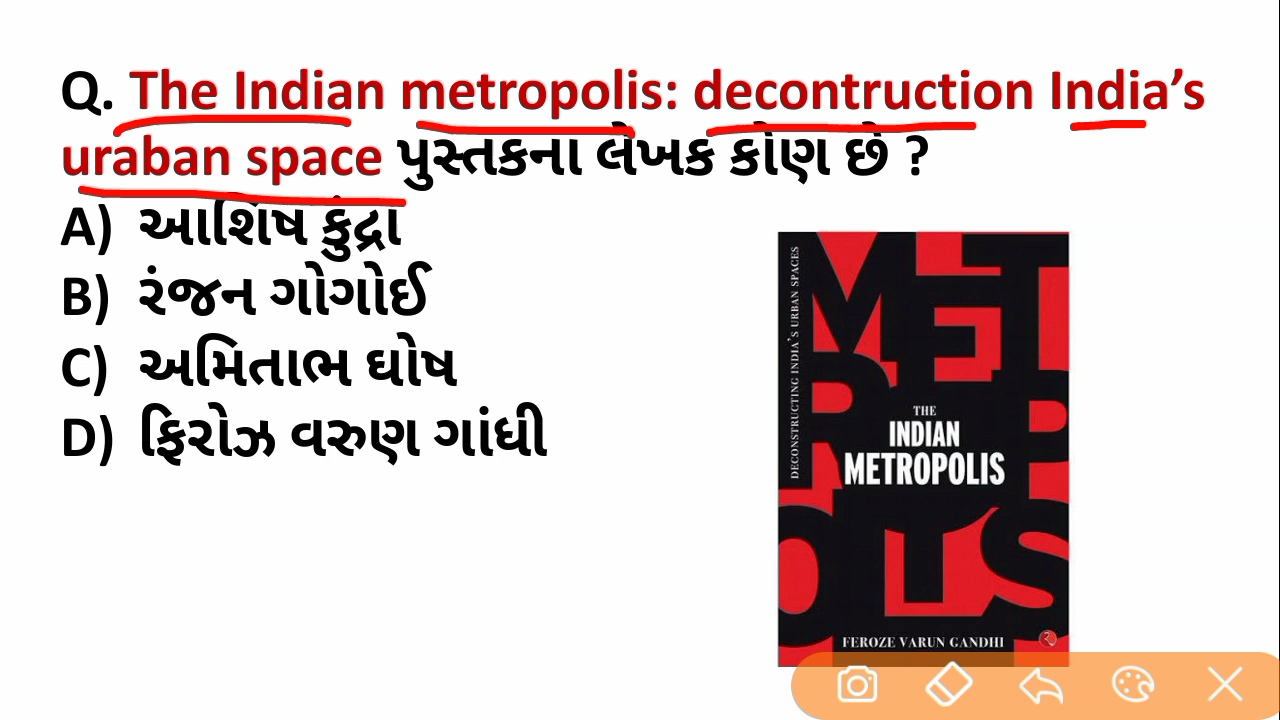 Q. The Indian metropolis: decontruction India’s
uraban space પુસ્તકના લેખક કોણ છે ?
A) આશિષ કુંદ્રા
B) રંજન ગોગોઈ
C) અમિતાભ ઘોષ
D) ફિરોઝ વરુણ ગાંધી
DECONSTRUCTING INDIA'S URBAN SPACES
METROPOLIS
THE
INDIAN
METROPOLIS
FEROZE VARUN GANDHI